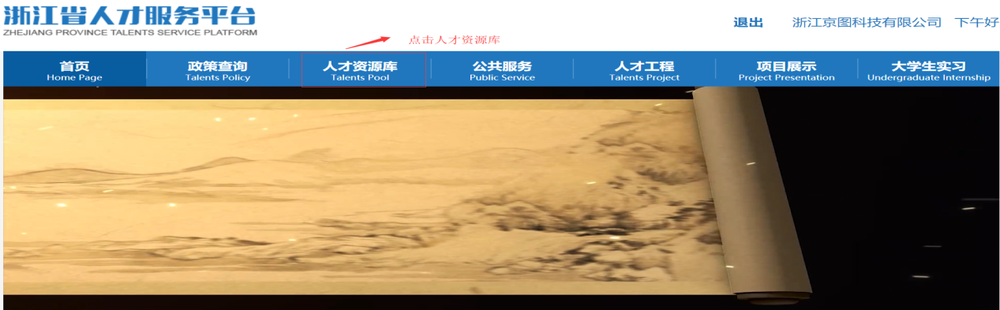 浙江省人才服务平台
ZHEJIANG PROVINCE TALENTS SERVICE PLATFORM
退出 浙江京图科技有限公司 下午好
点击人才资源库
首页 政策查询 人才资源库 公共服务 人才工程 项目展示 大学生实习
Home Page Talents Policy Talents Pool Public Service Talents Project Project Presentation Undergraduate Internship